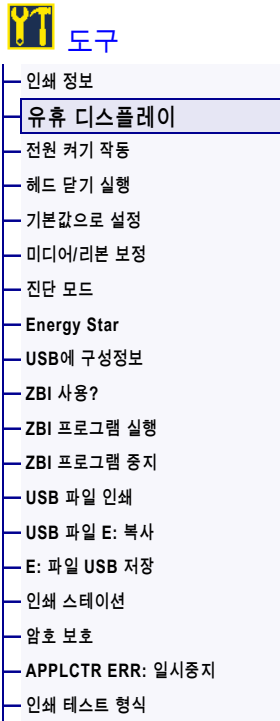 도구
인쇄 정보
유휴 디스플레이
전원 켜기 작동
헤드 닫기 실행
기본값으로 설정
미디어/리본 보정
진단 모드
Energy Star
USB에 구성정보
ZBI 사용?
ZBI 프로그램 실행
ZBI 프로그램 중지
USB 파일 인쇄
USB 파일 E: 복사
E: 파일 USB 저장
인쇄 스테이션
암호 보호
APPLCTR ERR: 일시중지
인쇄 테스트 형식